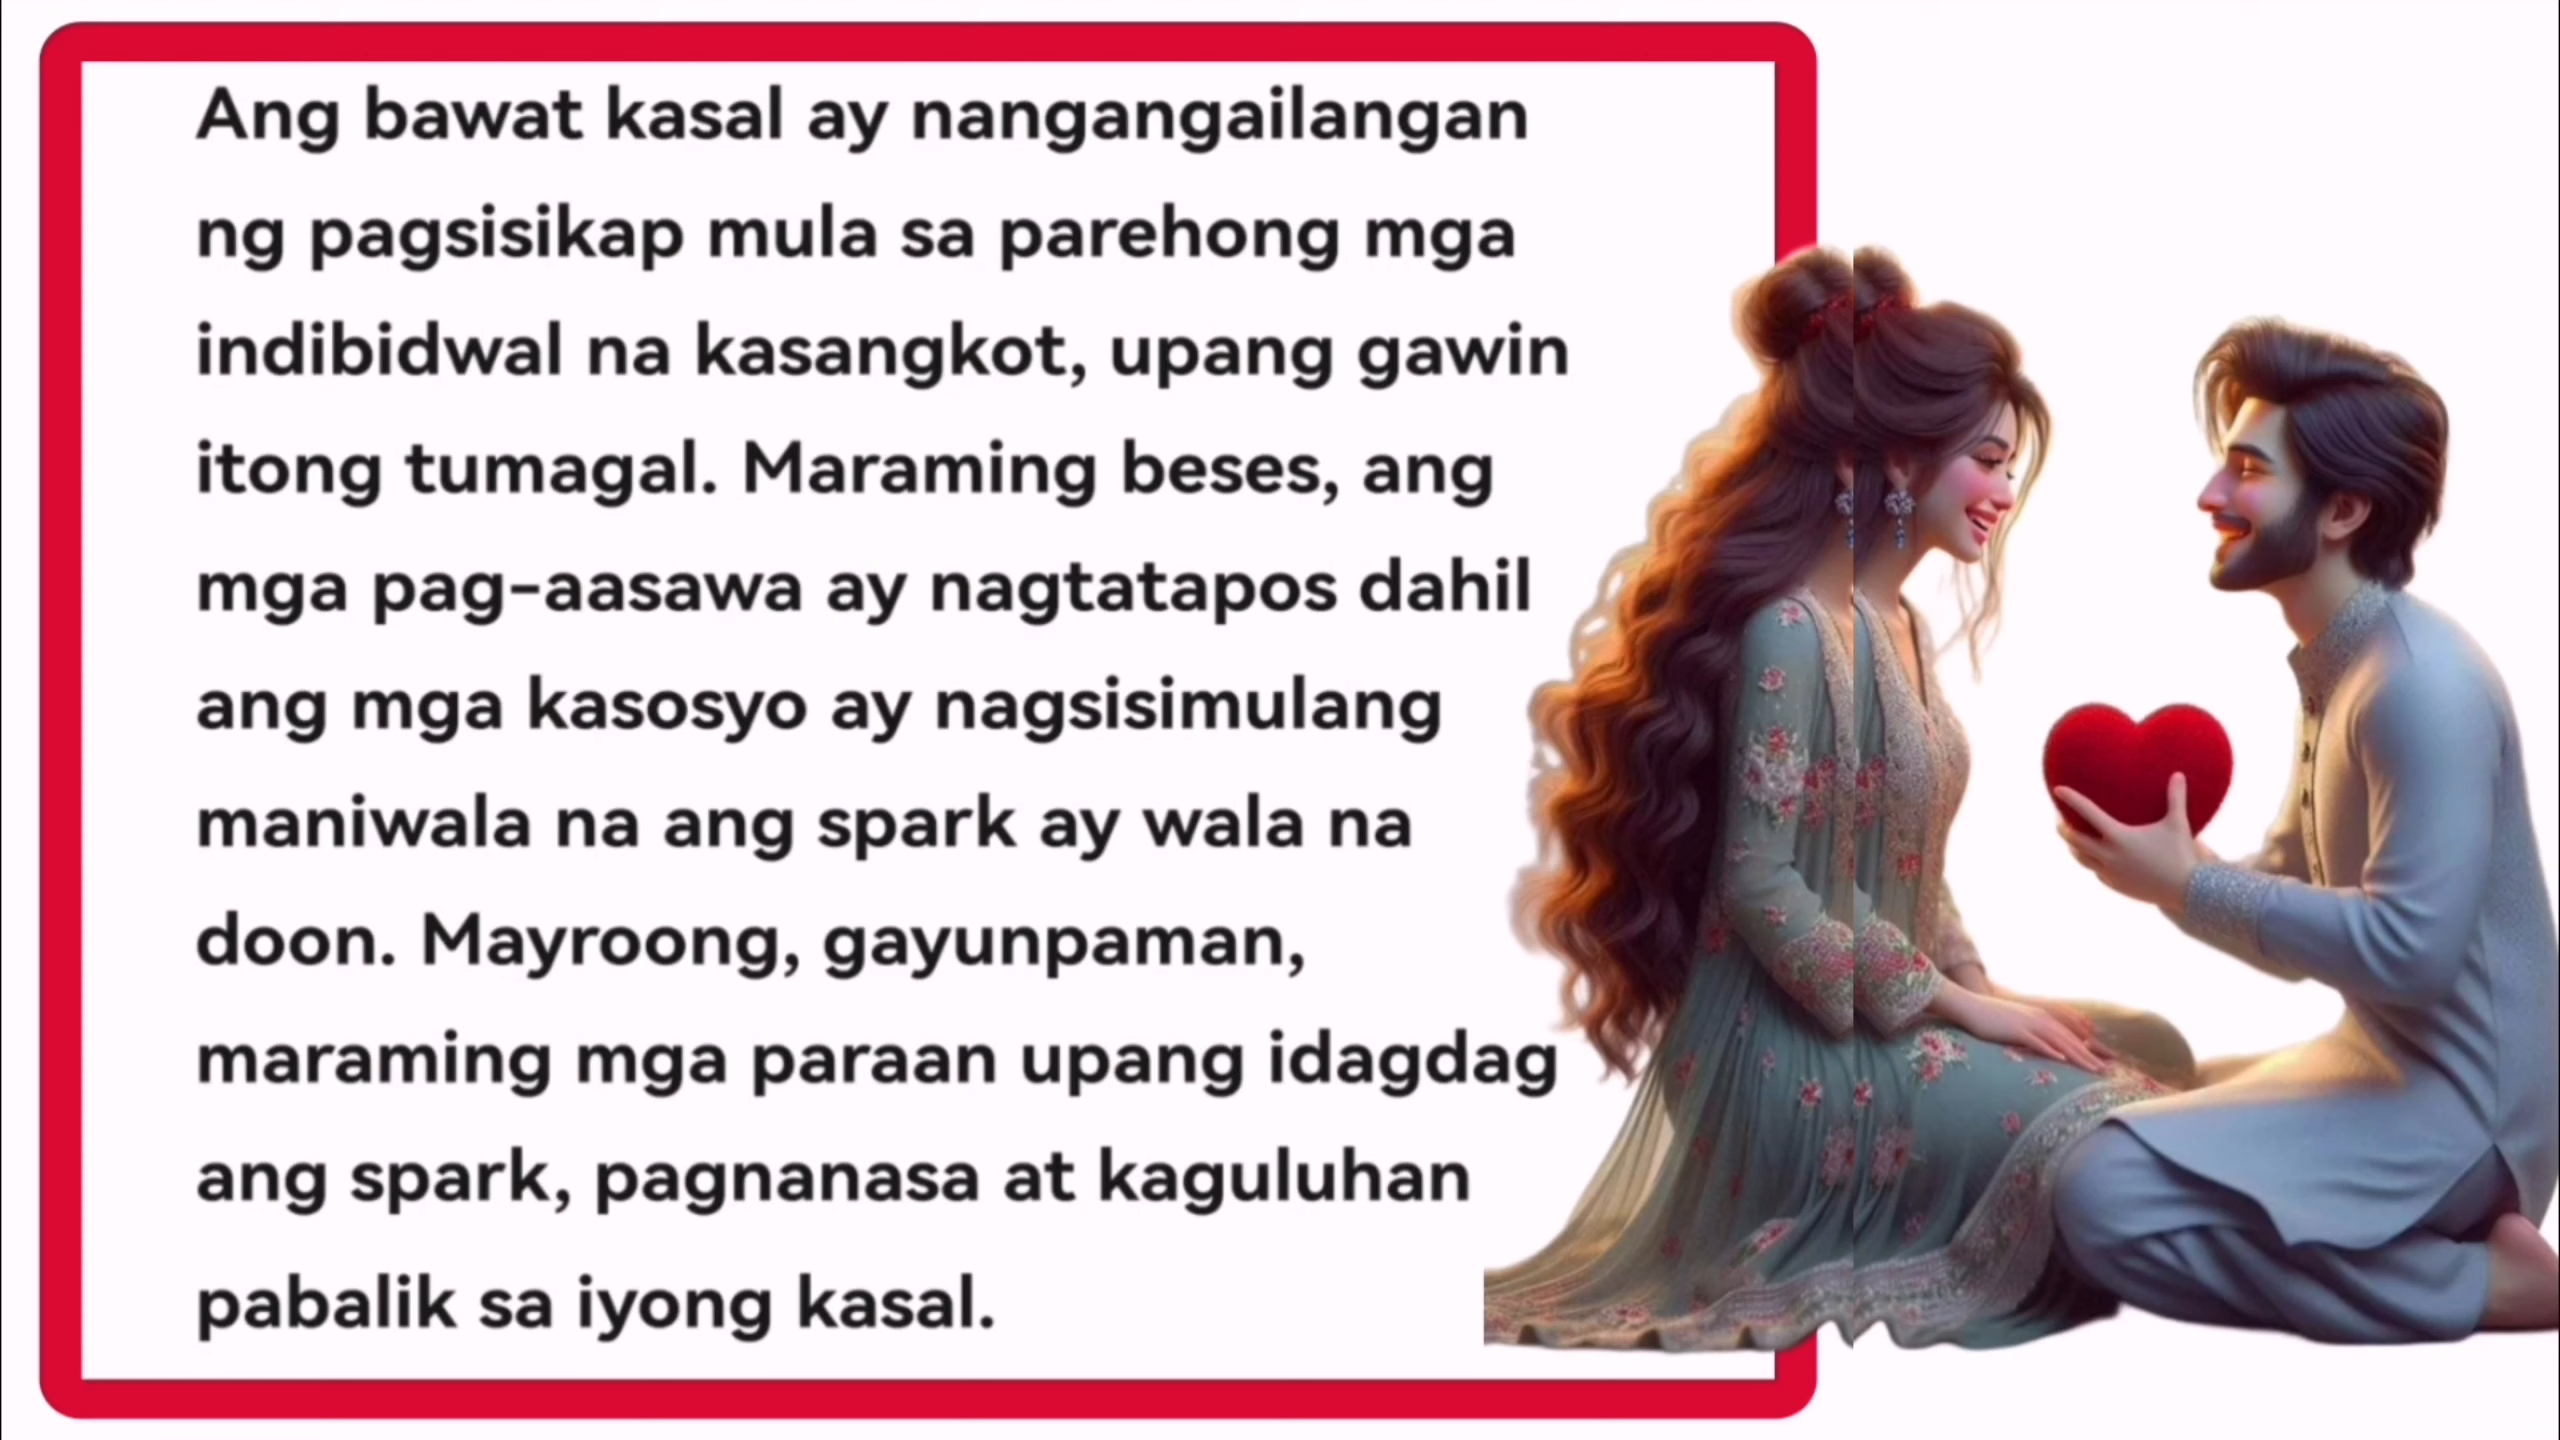 Ang bawat kasal ay nangangailangan
ng pagsisikap mula sa parehong mga
indibidwal na kasangkot, upang gawin
itong tumagal. Maraming beses, ang
mga pag-aasawa ay nagtatapos dahil
ang mga kasosyo ay nagsisimulang
maniwala na ang spark ay wala na
doon. Mayroong, gayunpaman,
maraming mga paraan upang idagdag
ang spark, pagnanasa at kaguluhan
pabalik sa iyong kasal.